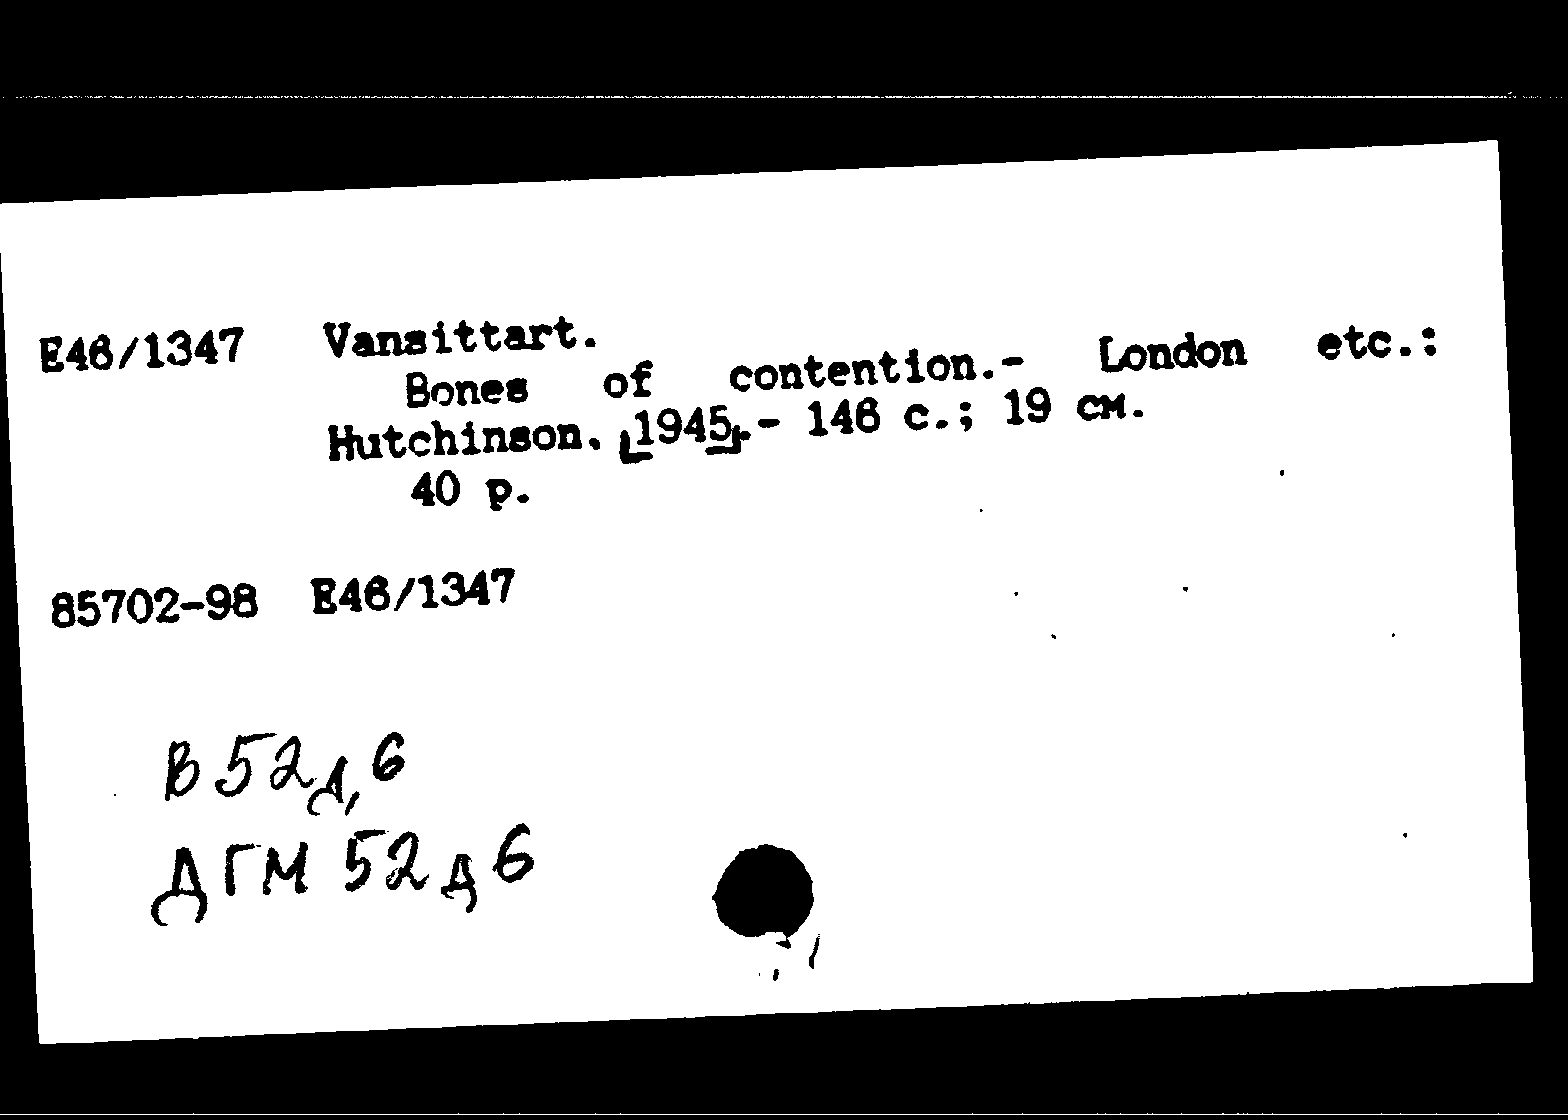 E46/1347 Vansittart.
Bones of contention.- London etc.:
Hutchinson. [1945].- 146 с.; 19 см.
40 р.
85702-98 E46/1347
В52д,6
ДГМ 52д6